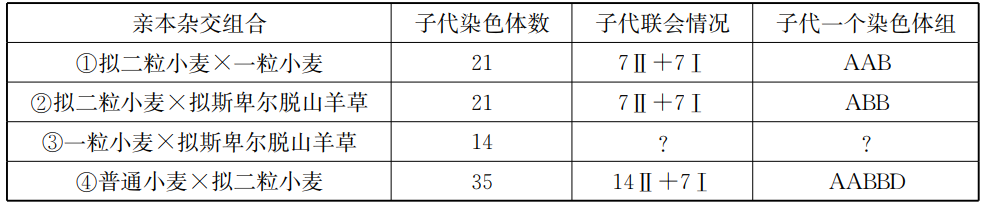 亲本杂交组合 子代染色体数 子代联会情况 子代一个染色体组
①拟二粒小麦×一粒小麦 21 7Ⅱ+7Ⅰ AAB
②拟二粒小麦×拟斯卑尔脱山羊草 21 7Ⅱ+7Ⅰ ABB
③一粒小麦×拟斯卑尔脱山羊草 14 ? ?
④普通小麦×拟二粒小麦 35 14Ⅱ+7Ⅰ AABBD